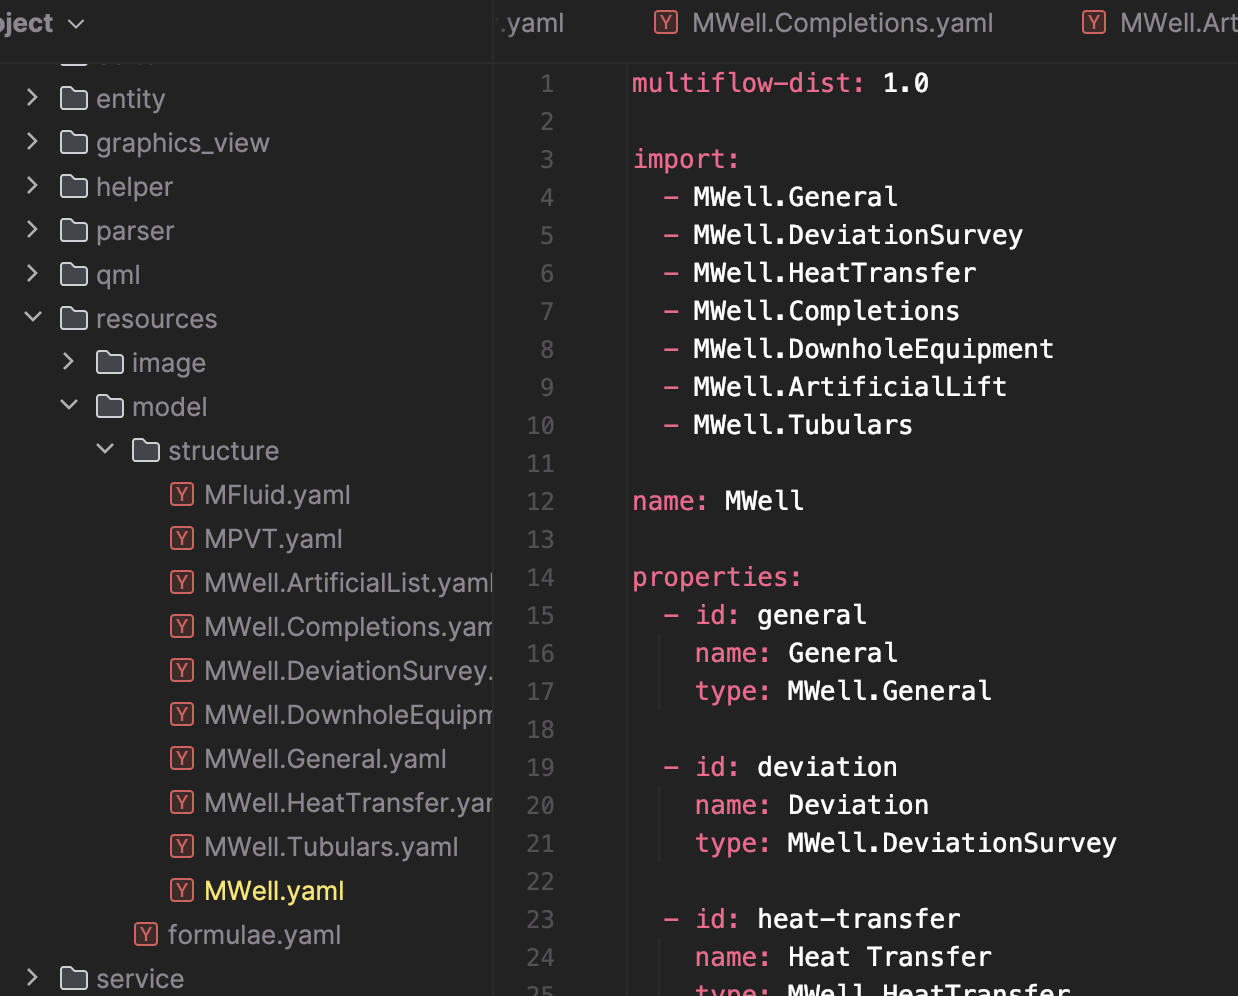 oject
.yaml
MWell.Completions.yaml
MWell.Art
entity
graphics_view
helper
parser
qml
resources
image
model
structure
Y MFluid.yaml
Y MPVT.yaml
Y MWell.ArtificialList.yaml
Y MWell.Completions.yam
Y MWell.DeviationSurvey.
Y MWell.DownholeEquipm
Y MWell.General.yaml
Y MWell.HeatTransfer.yar
Y MWell.Tubulars.yaml
Y MWell.yaml
Y formulae.yaml
service
1 multiflow-dist: 1.0
2
3 import:
4 - MWell.General
5 - MWell.DeviationSurvey
6 - MWell.HeatTransfer
7 - MWell.Completions
8 - MWell.DownholeEquipment
9 - MWell.ArtificialLift
10 - MWell.Tubulars
11
12 name: MWell
13
14 properties:
15 - id: general
16 name: General
17 type: MWell.General
18
19 - id: deviation
20 name: Deviation
21 type: MWell.DeviationSurvey
22
23 - id: heat-transfer
24 name: Heat Transfer
25 type: MWell.HeatTransfer